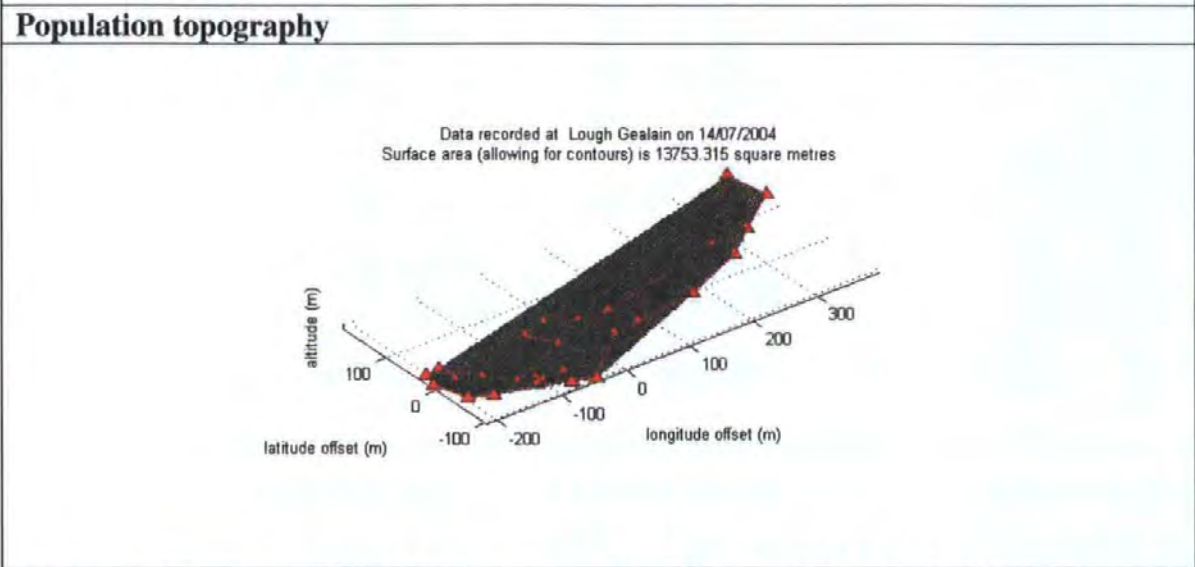 Population topography
Data recorded at Lough Gealain on 14/07/2004
Surface area (allowing for contours) is 13753.315 square metres
altitude (m)
100
0
-100
latitude offset (m)
-200
-100
0
100
200
300
longitude offset (m)